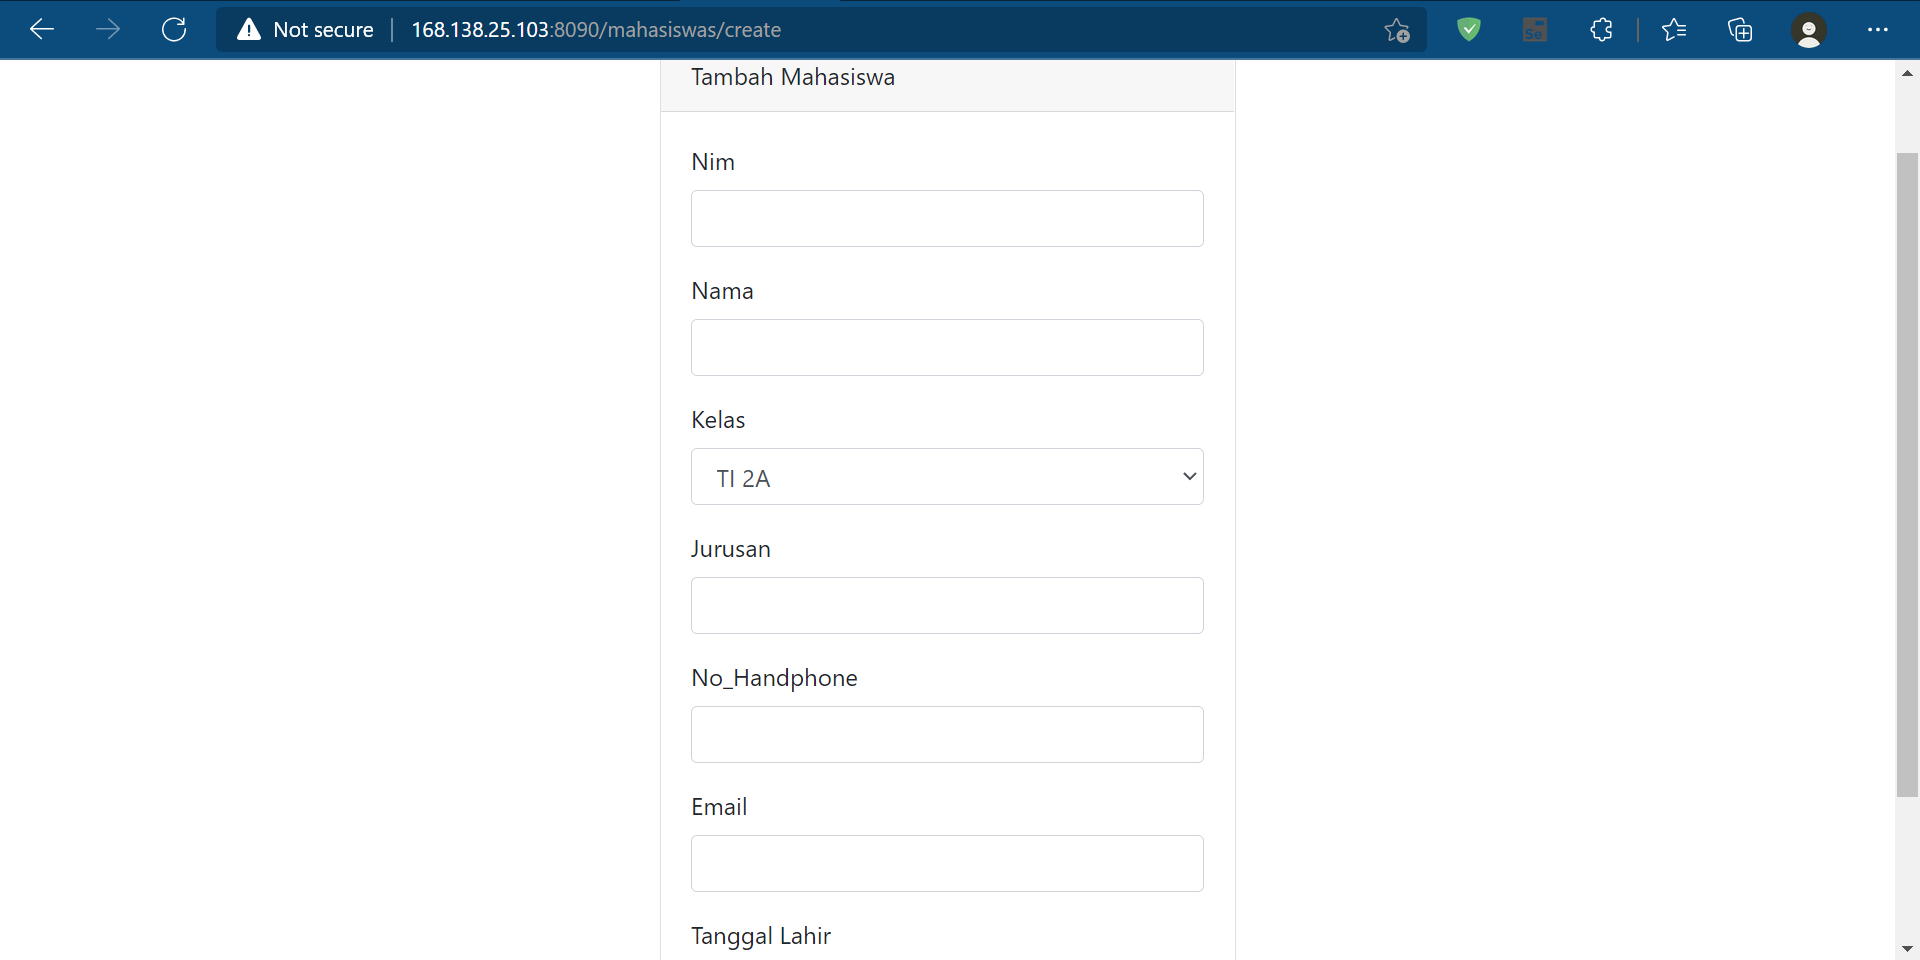 Not secure 168.138.25.103:8090/mahasiswas/create
Se
Tambah Mahasiswa
Nim
Nama
Kelas
TI 2A
Jurusan
No_Handphone
Email
Tanggal Lahir